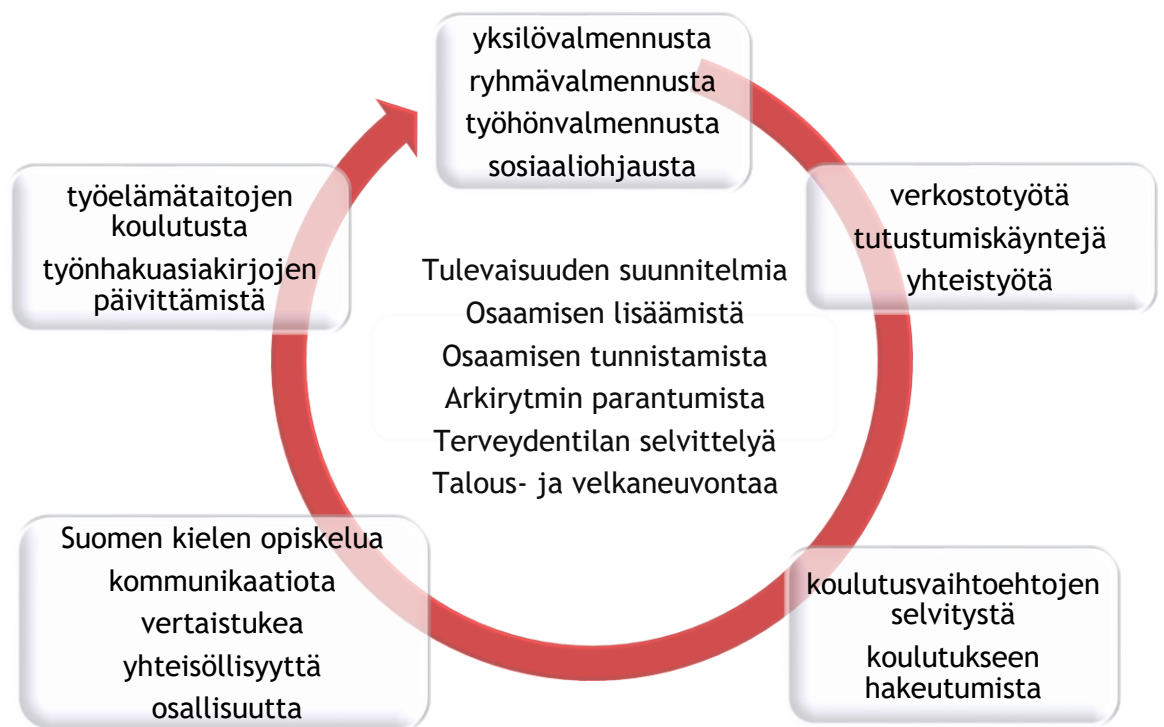 yksilövalmennusta
ryhmävalmennusta
työhönvalmennusta
sosiaaliohjausta
verkostotyötä
tutustumiskäyntejä
yhteistyötä
koulutusvaihtoehtojen
selvitystä
koulutukseen
hakeutumista
Suomen kielen opiskelua
kommunikaatiota
vertaistukea
yhteisöllisyyttä
osallisuutta
työelämätaitojen
koulutusta
työnhakuasiakirjojen
päivittämistä
Tulevaisuuden suunnitelmia
Osaamisen lisäämistä
Osaamisen tunnistamista
Arkirytmin parantumista
Terveydentilan selvittelyä
Talous- ja velkaneuvontaa